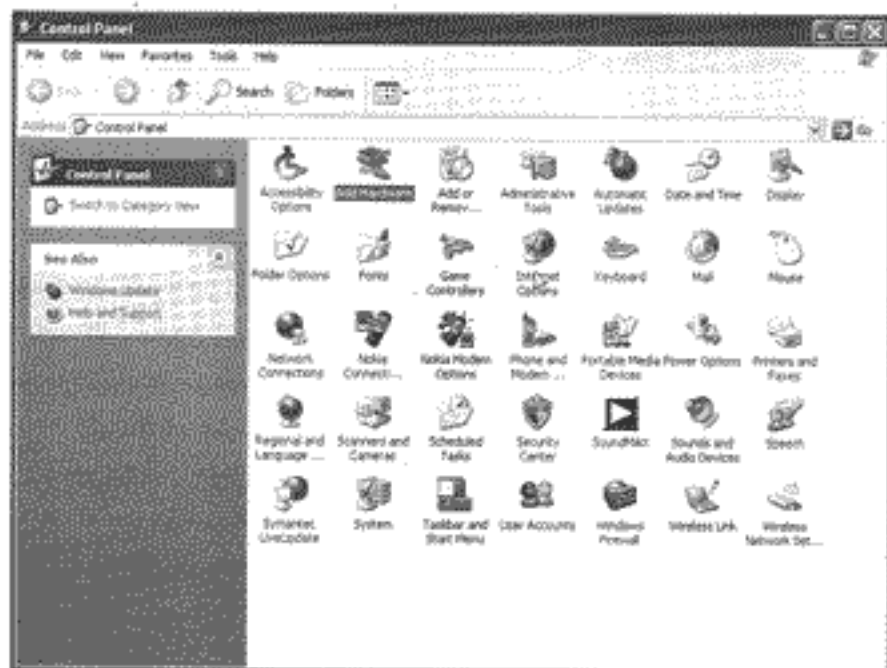 Control Panel
File Edit View Favorites Tools Help
Search Folders
Address Control Panel Go
Control Panel
Switch to Category View
See Also
Windows Update
Help and Support
Accessibility Options
Add Hardware
Add or Remov...
Administrative Tools
Automatic Updates
Date and Time
Display
Folder Options
Fonts
Game Controllers
Internet Options
Keyboard
Mail
Mouse
Network Connections
Nokia Connecti...
Nokia Modem Options
Phone and Modem ...
Portable Media Devices
Power Options
Printers and Faxes
Regional and Language ...
Scanners and Cameras
Scheduled Tasks
Security Center
SoundMAX
Sounds and Audio Devices
Speech
Symantec LiveUpdate
System
Taskbar and Start Menu
User Accounts
Windows Firewall
Wireless Link
Wireless Network Set...